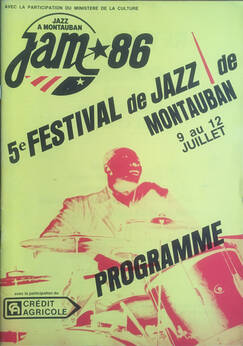 AVEC LA PARTICIPATION DU MINISTERE DE LA CULTURE
JAZZ
A MONTAUBAN
Jam★86
5e FESTIVAL de JAZZ de
MONTAUBAN
9 au 12
JUILLET
PROGRAMME
avec la participation du
CRÉDIT
AGRICOLE